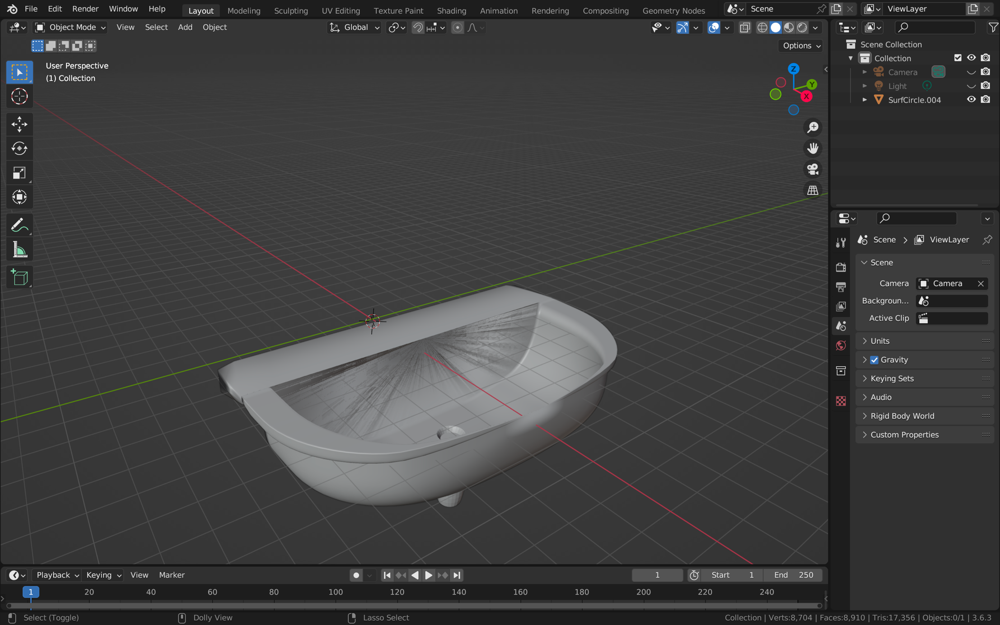 File Edit Render Window Help
Layout Modeling Sculpting UV Editing Texture Paint Shading Animation Rendering Compositing Geometry Nodes
Scene
ViewLayer
Object Mode View Select Add Object
Global
Options
User Perspective
(1) Collection
Z
Y
X
Scene Collection
Collection
Camera
Light
SurfCircle.004
Scene ViewLayer
Scene
Camera Camera
Backgroun...
Active Clip
Units
Gravity
Keying Sets
Audio
Rigid Body World
Custom Properties
Playback Keying View Marker
1 Start 1 End 250
1 20 40 60 80 100 120 140 160 180 200 220 240
Select (Toggle) Dolly View Lasso Select
Collection | Verts:8,704 | Faces:8,910 | Tris:17,356 | Objects:0/1 | 3.6.3